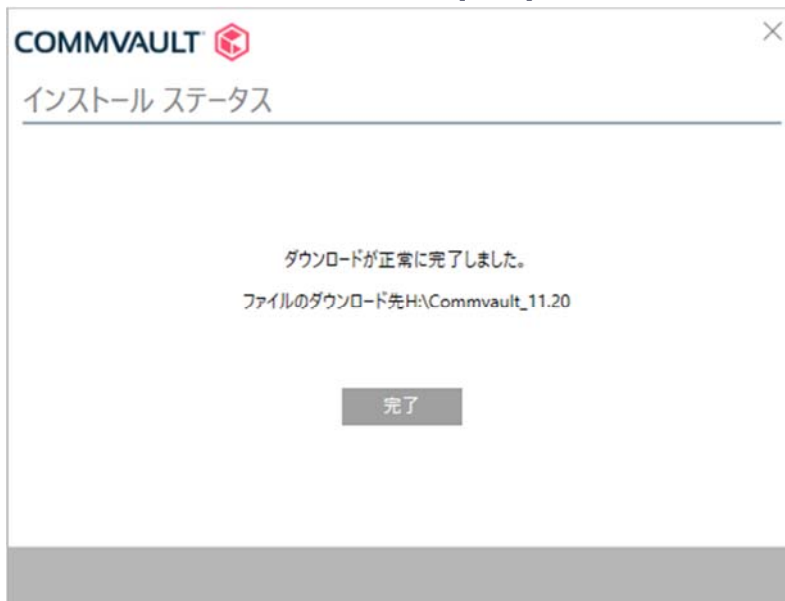 COMMVAULT
インストール ステータス
ダウンロードが正常に完了しました。
ファイルのダウンロード先H:\Commvault_11.20
完了